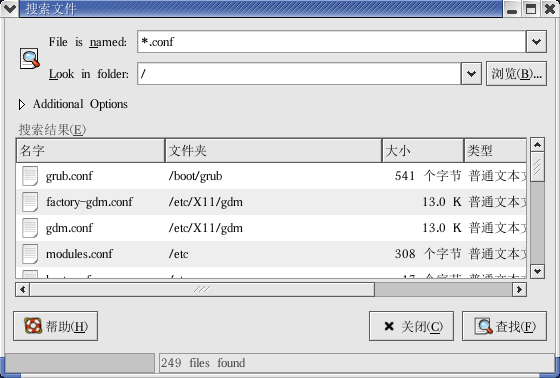 搜索文件
File is named: *.conf
Look in folder: / 浏览(B)...
Additional Options
搜索结果(E)
名字 文件夹 大小 类型
grub.conf /boot/grub 541 个字节 普通文本文
factory-gdm.conf /etc/X11/gdm 13.0 K 普通文本文
gdm.conf /etc/X11/gdm 13.0 K 普通文本文
modules.conf /etc 308 个字节 普通文本文
帮助(H) 关闭(C) 查找(F)
249 files found